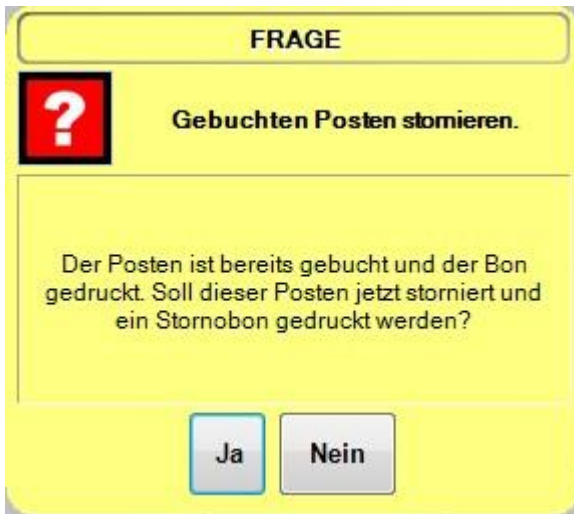 FRAGE
?
Gebuchten Posten stornieren.
Der Posten ist bereits gebucht und der Bon
gedruckt. Soll dieser Posten jetzt storniert und
ein Stornobon gedruckt werden?
Ja Nein